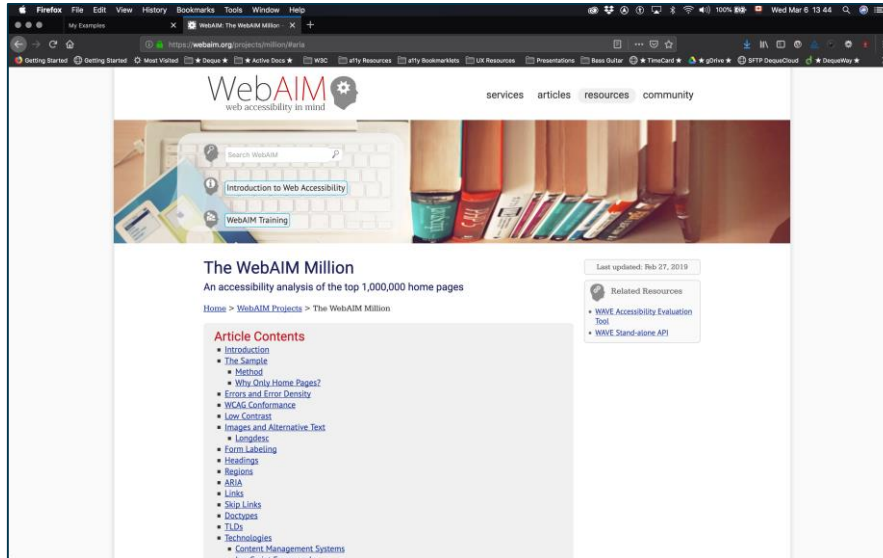 Firefox File Edit View History Bookmarks Tools Window Help 100% Wed Mar 6 13 44
My Examples × WebAIM: The WebAIM Million - × +
https://webaim.org/projects/million/#aria
Getting Started Getting Started Most Visited ★ Deque ★ ★ Active Docs ★ W3C a11y Resources a11y Bookmarklets UX Resources Presentations Bass Guitar ★ TimeCard ★ ★ gDrive ★ SFTP DequeCloud ★ DequeWay ★
WebAIM
web accessibility in mind
services articles resources community
Search WebAIM
Introduction to Web Accessibility
WebAIM Training
The WebAIM Million
An accessibility analysis of the top 1,000,000 home pages
Home > WebAIM Projects > The WebAIM Million
Last updated: Feb 27, 2019
Related Resources
WAVE Accessibility Evaluation
Tool
WAVE Stand-alone API
Article Contents
Introduction
The Sample
Method
Why Only Home Pages?
Errors and Error Density
WCAG Conformance
Low Contrast
Images and Alternative Text
Longdesc
Form Labeling
Headings
Regions
ARIA
Links
Skip Links
Doctypes
TLDs
Technologies
Content Management Systems